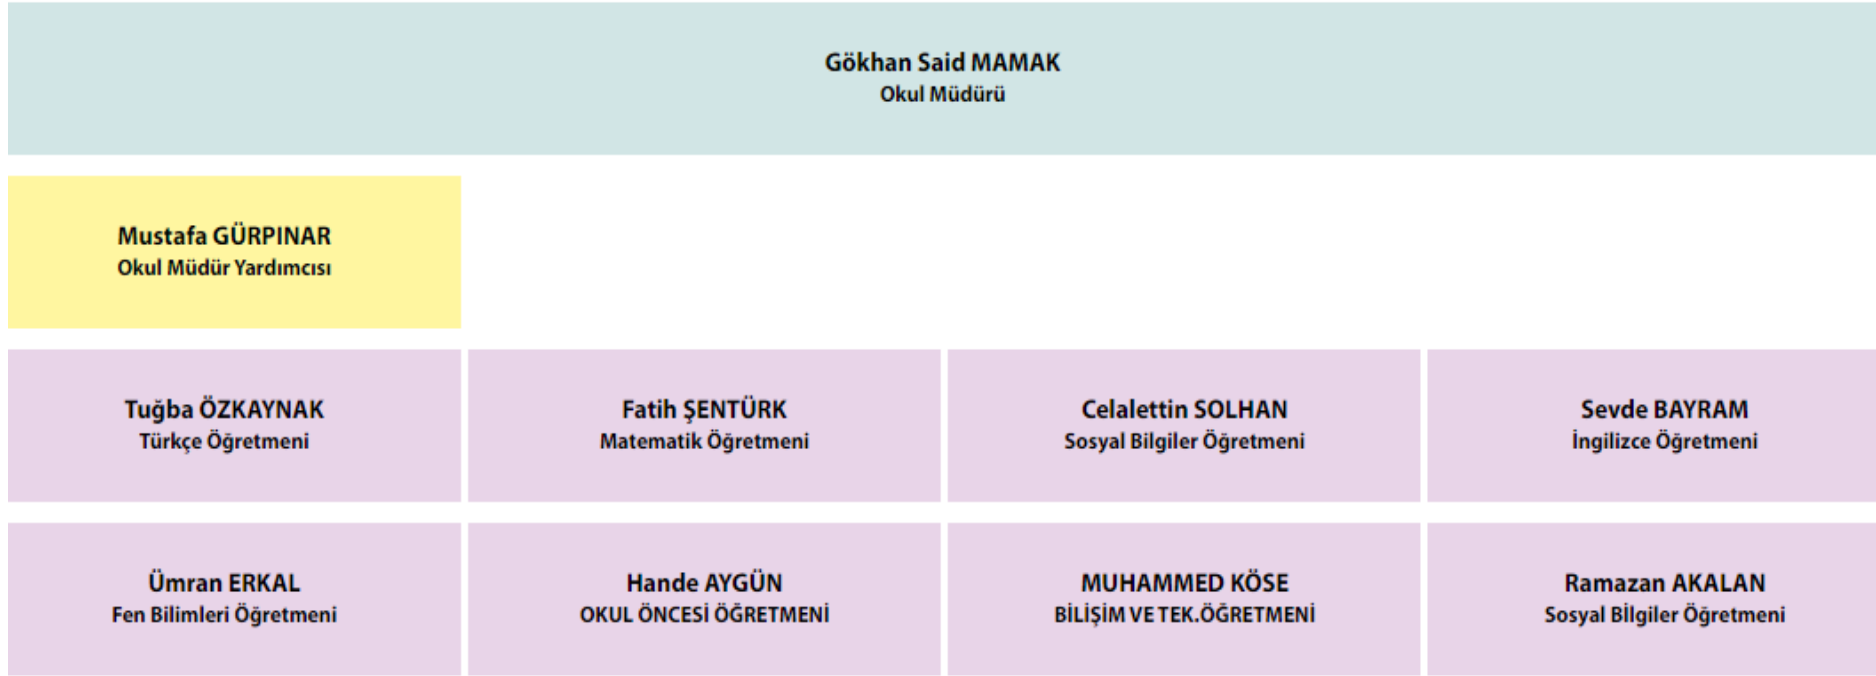 Gökhan Said MAMAK
Okul Müdürü
Mustafa GÜRPINAR
Okul Müdür Yardımcısı
Tuğba ÖZKAYNAK
Türkçe Öğretmeni
Fatih ŞENTÜRK
Matematik Öğretmeni
Celalettin SOLHAN
Sosyal Bilgiler Öğretmeni
Sevde BAYRAM
İngilizce Öğretmeni
Ümran ERKAL
Fen Bilimleri Öğretmeni
Hande AYGÜN
OKUL ÖNCESİ ÖĞRETMENİ
MUHAMMED KÖSE
BİLİŞİM VE TEK.ÖĞRETMENİ
Ramazan AKALAN
Sosyal Bİlgiler Öğretmeni